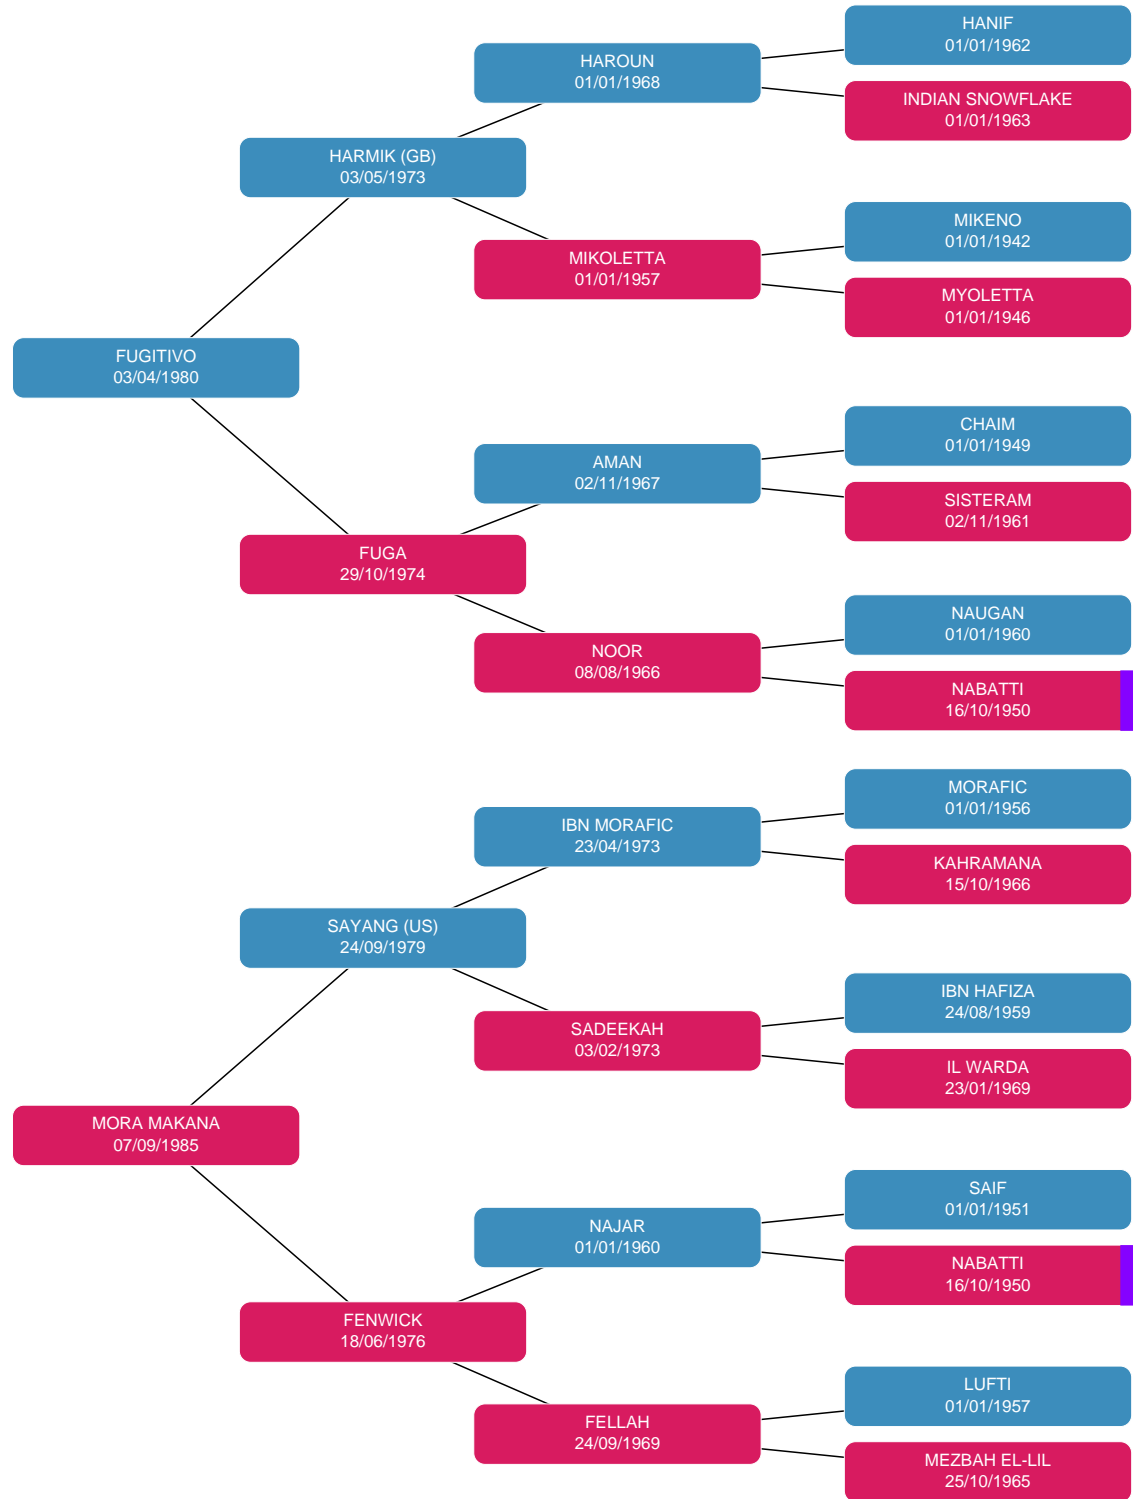 HANIF
01/01/1962
HAROUN
01/01/1968
INDIAN SNOWFLAKE
01/01/1963
HARMIK (GB)
03/05/1973
MIKENO
01/01/1942
MIKOLETTA
01/01/1957
MYOLETTA
01/01/1946
FUGITIVO
03/04/1980
CHAIM
01/01/1949
AMAN
02/11/1967
SISTERAM
02/11/1961
FUGA
29/10/1974
NAUGAN
01/01/1960
NOOR
08/08/1966
NABATTI
16/10/1950
MORAFIC
01/01/1956
IBN MORAFIC
23/04/1973
KAHRAMANA
15/10/1966
SAYANG (US)
24/09/1979
IBN HAFIZA
24/08/1959
SADEEKAH
03/02/1973
IL WARDA
23/01/1969
MORA MAKANA
07/09/1985
SAIF
01/01/1951
NAJAR
01/01/1960
NABATTI
16/10/1950
FENWICK
18/06/1976
LUFTI
01/01/1957
FELLAH
24/09/1969
MEZBAH EL-LIL
25/10/1965